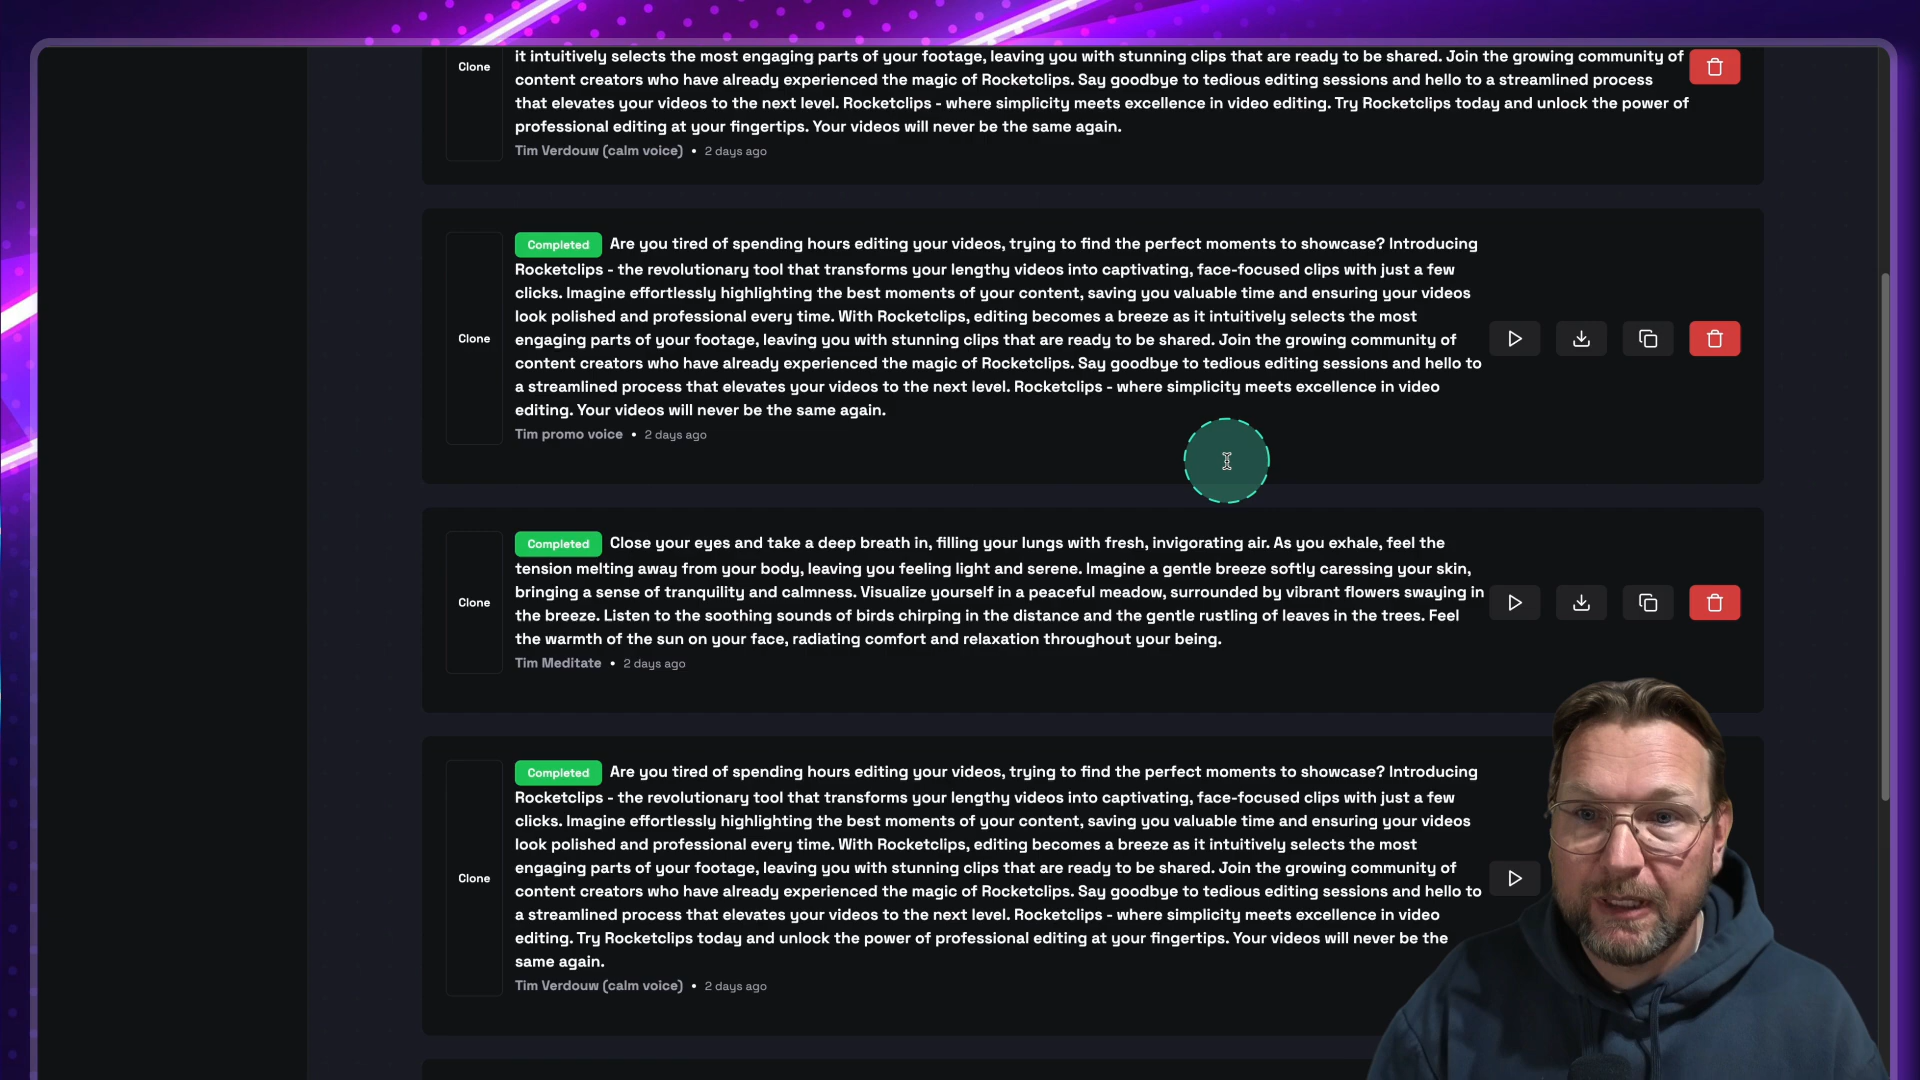 it intuitively selects the most engaging parts of your footage, leaving you with stunning clips that are ready to be shared. Join the growing community of
Clone
content creators who have already experienced the magic of Rocketclips. Say goodbye to tedious editing sessions and hello to a streamlined process
that elevates your videos to the next level. Rocketclips - where simplicity meets excellence in video editing. Try Rocketclips today and unlock the power of
professional editing at your fingertips. Your videos will never be the same again.
Tim Verdouw (calm voice) • 2 days ago
Completed Are you tired of spending hours editing your videos, trying to find the perfect moments to showcase? Introducing
Rocketclips - the revolutionary tool that transforms your lengthy videos into captivating, face-focused clips with just a few
clicks. Imagine effortlessly highlighting the best moments of your content, saving you valuable time and ensuring your videos
look polished and professional every time. With Rocketclips, editing becomes a breeze as it intuitively selects the most
Clone
engaging parts of your footage, leaving you with stunning clips that are ready to be shared. Join the growing community of
content creators who have already experienced the magic of Rocketclips. Say goodbye to tedious editing sessions and hello to
a streamlined process that elevates your videos to the next level. Rocketclips - where simplicity meets excellence in video
editing. Your videos will never be the same again.
Tim promo voice • 2 days ago
Completed Close your eyes and take a deep breath in, filling your lungs with fresh, invigorating air. As you exhale, feel the
tension melting away from your body, leaving you feeling light and serene. Imagine a gentle breeze softly caressing your skin,
bringing a sense of tranquility and calmness. Visualize yourself in a peaceful meadow, surrounded by vibrant flowers swaying in
Clone
the breeze. Listen to the soothing sounds of birds chirping in the distance and the gentle rustling of leaves in the trees. Feel
the warmth of the sun on your face, radiating comfort and relaxation throughout your being.
Tim Meditate • 2 days ago
Completed Are you tired of spending hours editing your videos, trying to find the perfect moments to showcase? Introducing
Rocketclips - the revolutionary tool that transforms your lengthy videos into captivating, face-focused clips with just a few
clicks. Imagine effortlessly highlighting the best moments of your content, saving you valuable time and ensuring your videos
look polished and professional every time. With Rocketclips, editing becomes a breeze as it intuitively selects the most
engaging parts of your footage, leaving you with stunning clips that are ready to be shared. Join the growing community of
Clone
content creators who have already experienced the magic of Rocketclips. Say goodbye to tedious editing sessions and hello to
a streamlined process that elevates your videos to the next level. Rocketclips - where simplicity meets excellence in video
editing. Try Rocketclips today and unlock the power of professional editing at your fingertips. Your videos will never be the
same again.
Tim Verdouw (calm voice) • 2 days ago